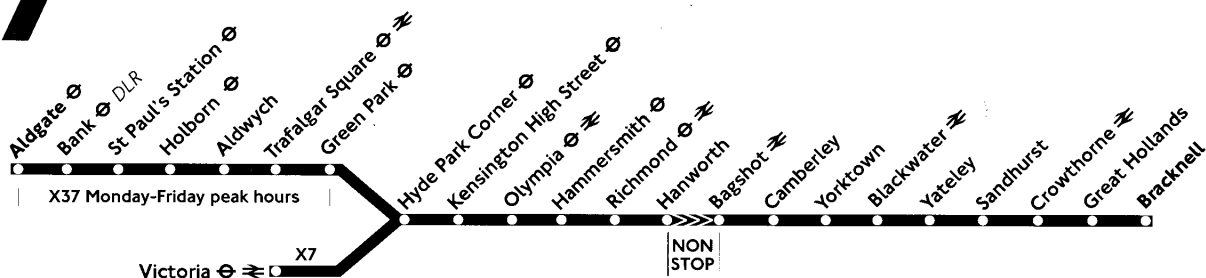 Aldgate
Bank DLR
St Paul's Station
Holborn
Aldwych
Trafalgar Square
Green Park
Hyde Park Corner
Kensington High Street
Olympia
Hammersmith
Richmond
Hanworth
Bagshot
Camberley
Yorktown
Blackwater
Yateley
Sandhurst
Crowthorne
Great Hollands
Bracknell
X37 Monday-Friday peak hours
NON
STOP
X7
Victoria